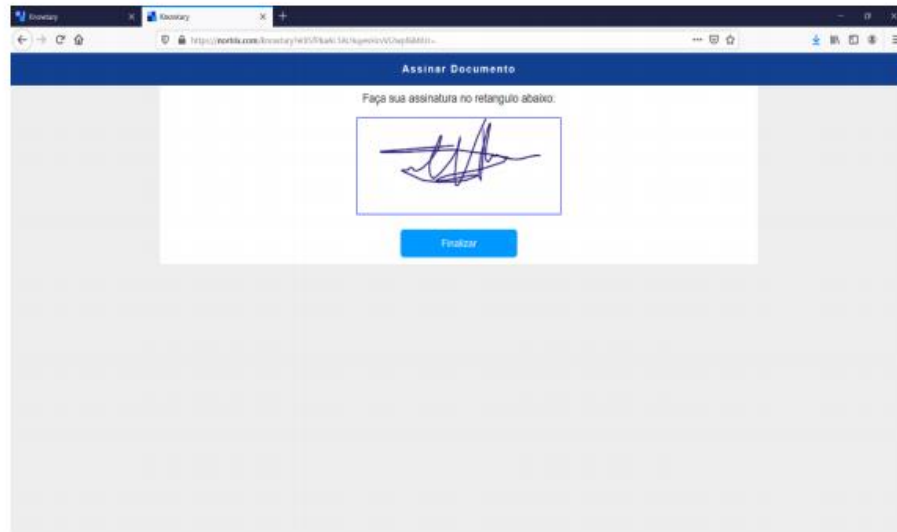 Knowtary Knowtary
Assinar Documento
Faça sua assinatura no retangulo abaixo:
Finalizar